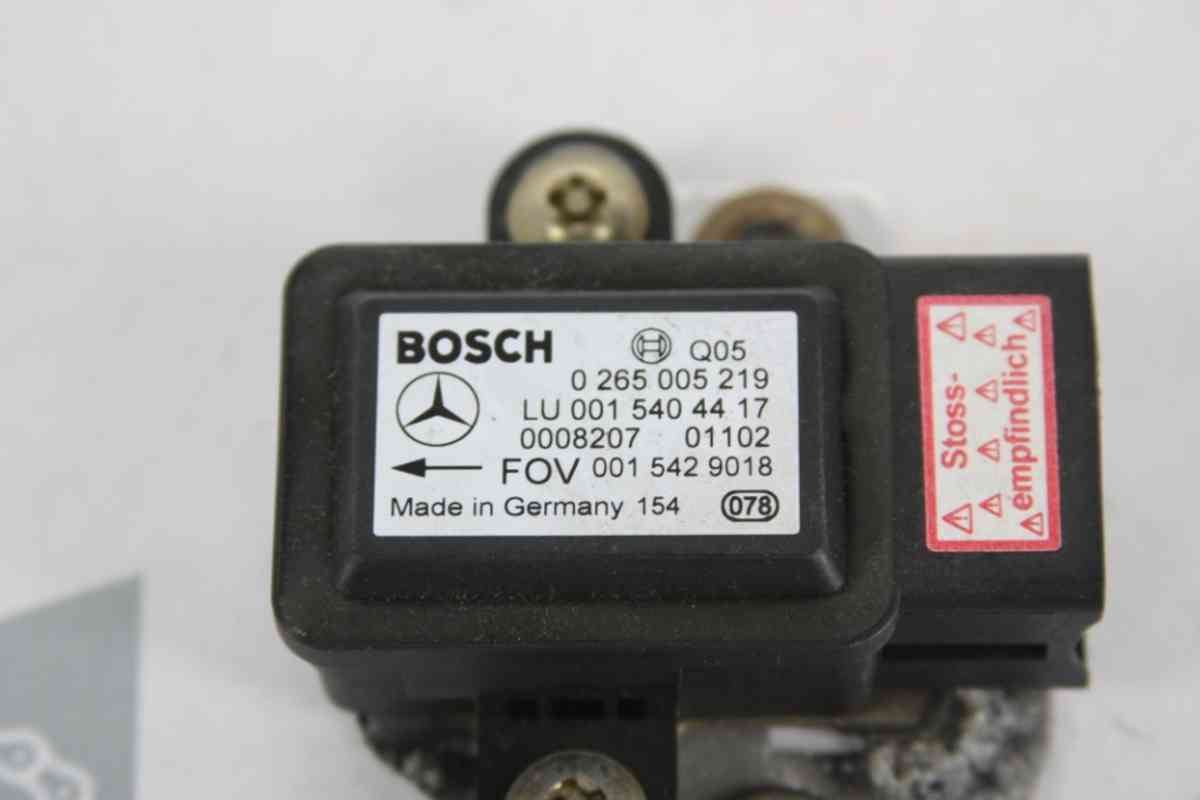 BOSCH
Q05
0 265 005 219
LU 001 540 44 17
0008207 01102
FOV 001 542 9018
Made in Germany 154 078
Stoss-
empfindlich